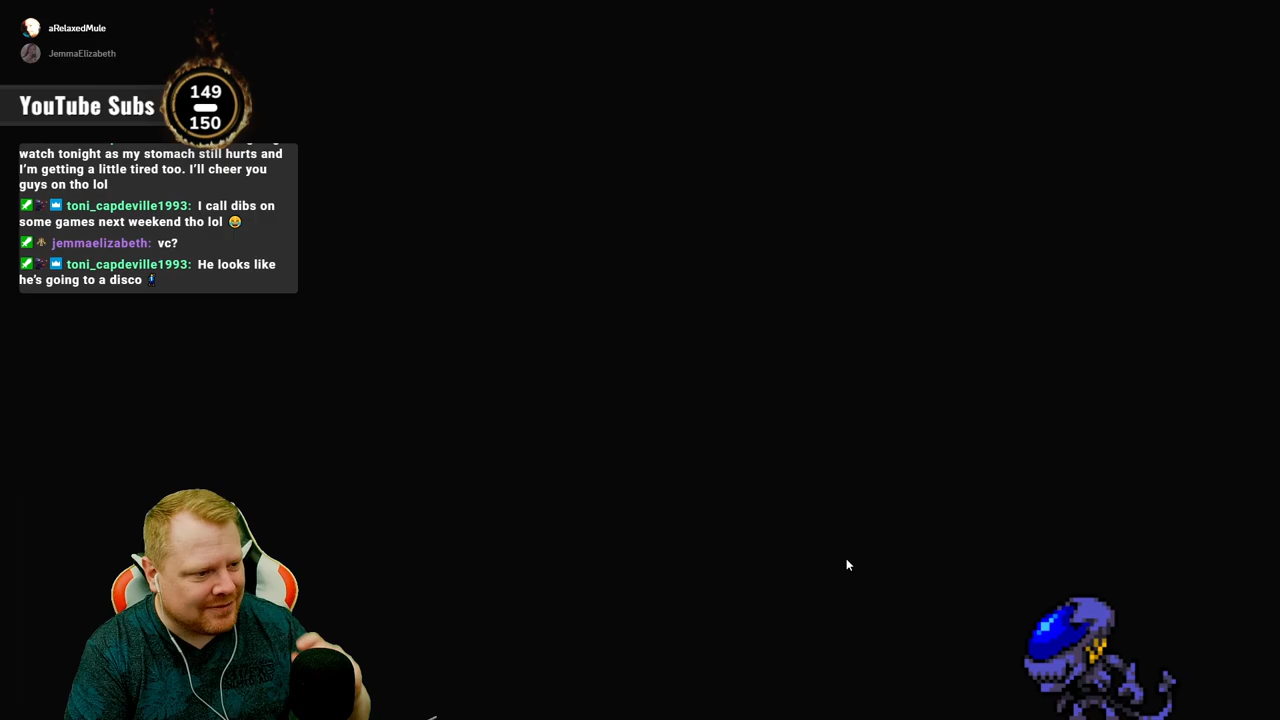 aRelaxedMule
JemmaElizabeth
149
YouTube Subs
150
watch tonight as my stomach still hurts and
I'm getting a little tired too. I'll cheer you
guys on tho lol
toni_capdeville1993: I call dibs on
some games next weekend tho lol 😂
jemmaelizabeth: vc?
toni_capdeville1993: He looks like
he's going to a disco